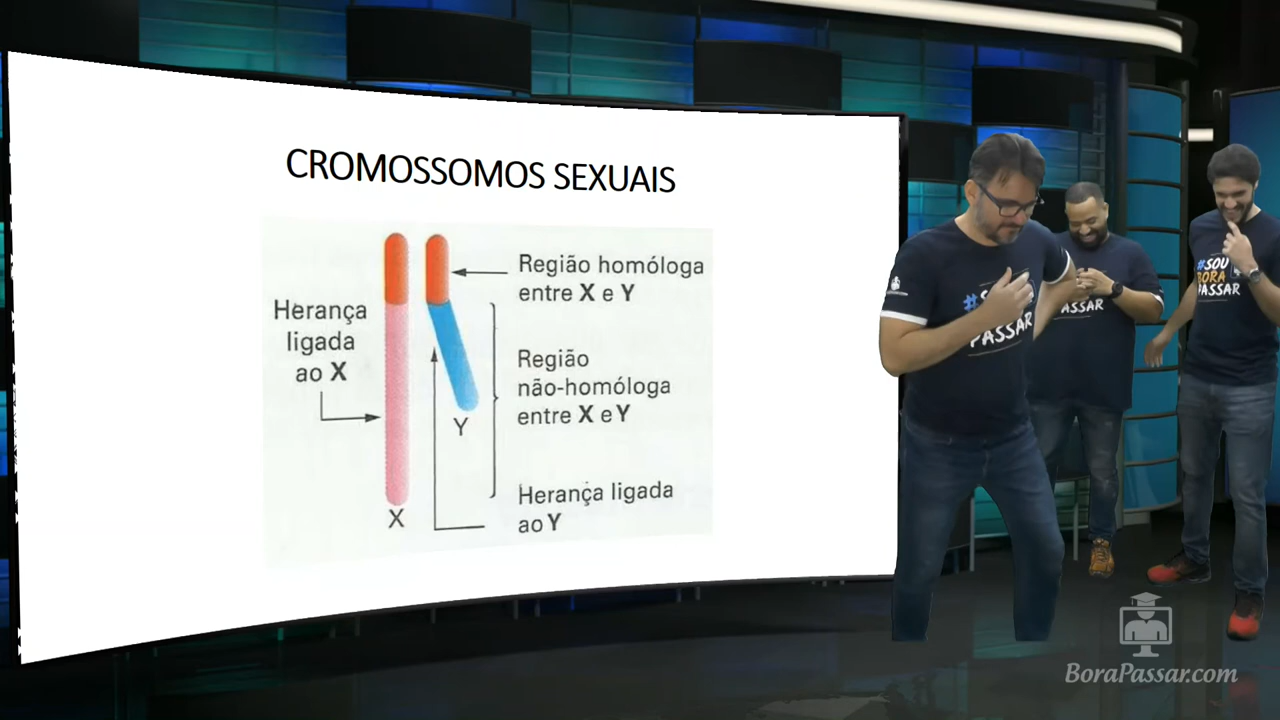 CROMOSSOMOS SEXUAIS
Região homóloga
entre X e Y
Herança
ligada
ao X
Região
não-homóloga
entre X e Y
Y
Herança ligada
ao Y
X
#SOU
BORA
PASSAR
PASSAR
PASSAR
BoraPassar.com